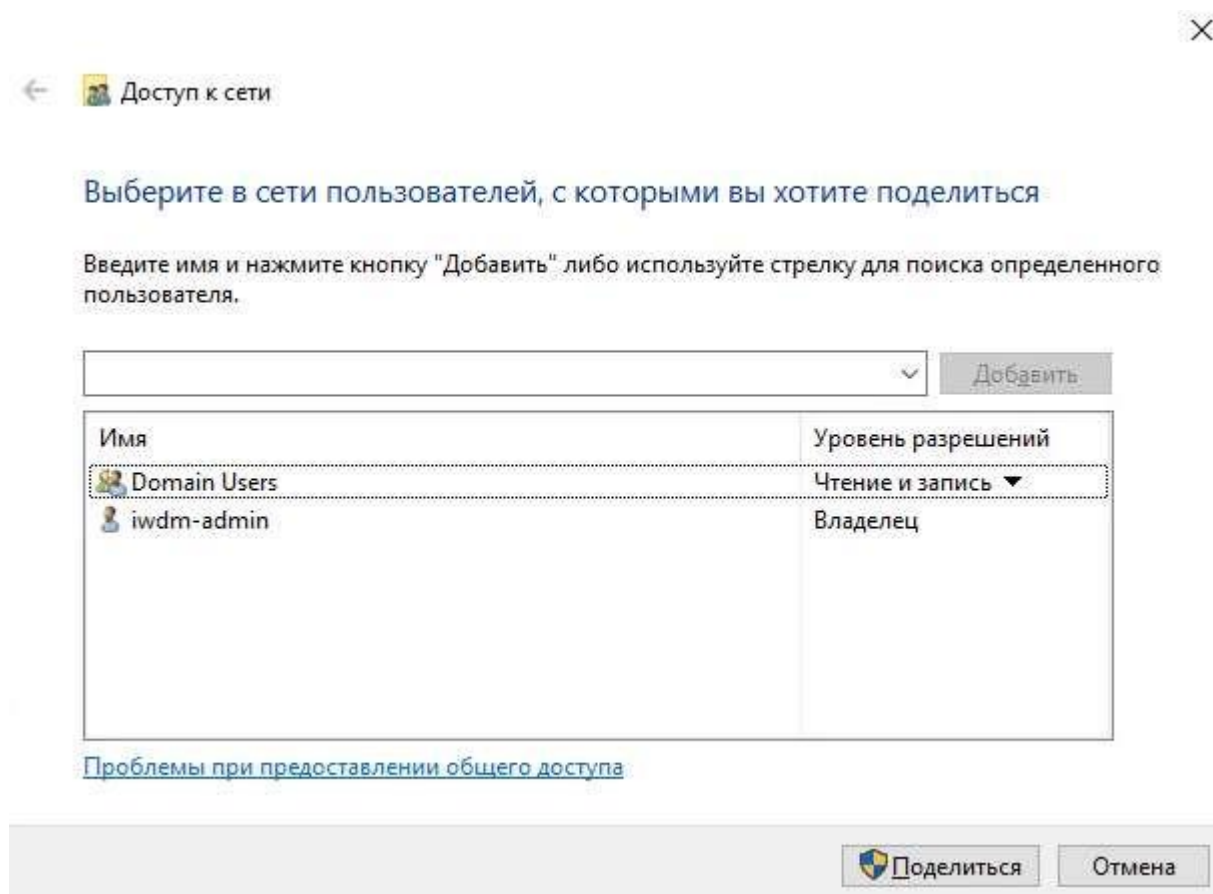 Доступ к сети
Выберите в сети пользователей, с которыми вы хотите поделиться
Введите имя и нажмите кнопку "Добавить" либо используйте стрелку для поиска определенного
пользователя.
Добавить
Имя Уровень разрешений
Domain Users Чтение и запись
iwdm-admin Владелец
Проблемы при предоставлении общего доступа
Поделиться Отмена